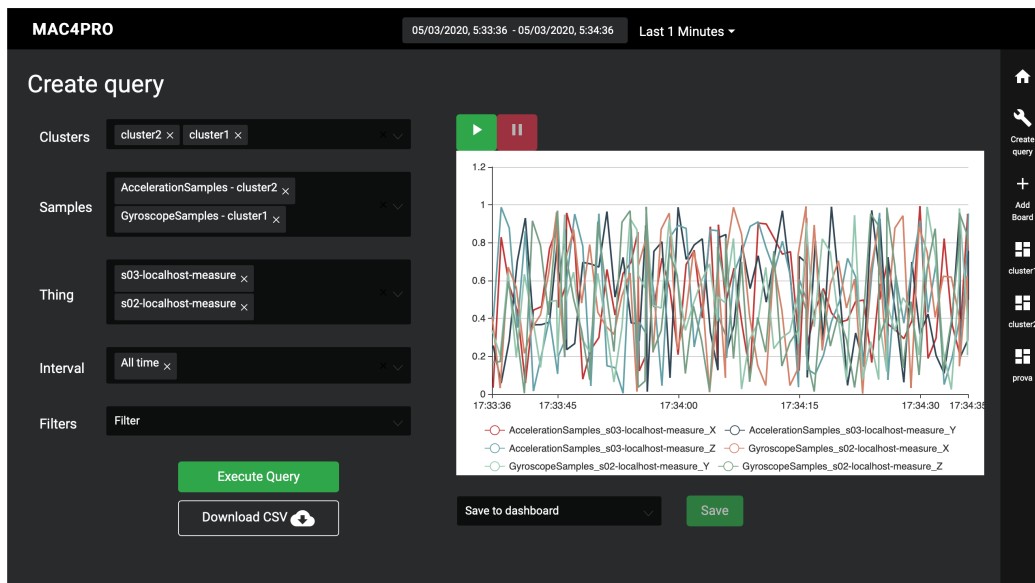 MAC4PRO
05/03/2020, 5:33:36 - 05/03/2020, 5:34:36
Last 1 Minutes
Create query
Clusters
cluster2 ×
cluster1 ×
Samples
AccelerationSamples - cluster2 ×
GyroscopeSamples - cluster1 ×
Thing
s03-localhost-measure ×
s02-localhost-measure ×
Interval
All time ×
Filters
Filter
Execute Query
Download CSV
1.2
1
0.8
0.6
0.4
0.2
0
17:33:36
17:33:45
17:34:00
17:34:15
17:34:30
17:34:35
AccelerationSamples_s03-localhost-measure_X
AccelerationSamples_s03-localhost-measure_Y
AccelerationSamples_s03-localhost-measure_Z
GyroscopeSamples_s02-localhost-measure_X
GyroscopeSamples_s02-localhost-measure_Y
GyroscopeSamples_s02-localhost-measure_Z
Save to dashboard
Save
Create
query
Add
Board
cluster1
cluster2
prova